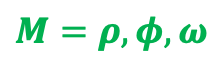 M = ρ, ϕ, ω